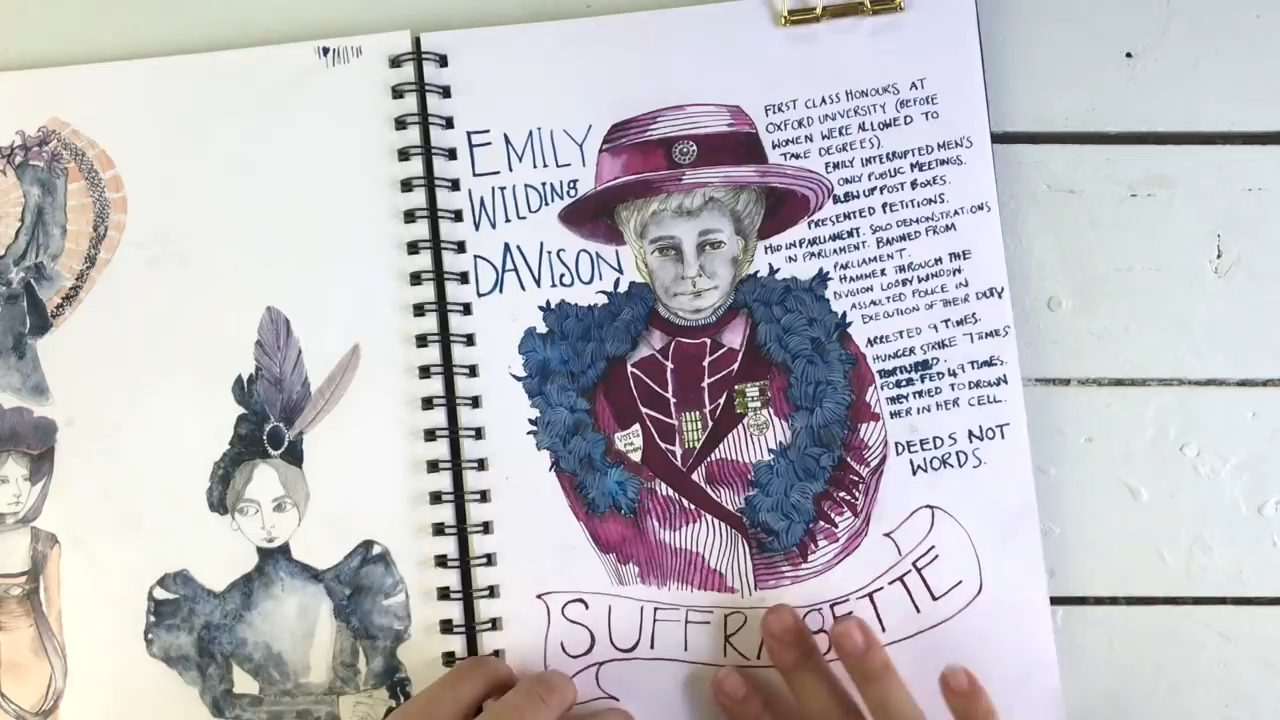 EMILY
WILDING
DAVISON
FIRST CLASS HONOURS AT
OXFORD UNIVERSITY (BEFORE
WOMEN WERE ALLOWED TO
TAKE DEGREES).
EMILY INTERRUPTED MEN'S
ONLY PUBLIC MEETINGS.
BLEW UP POST BOXES.
PRESENTED PETITIONS.
HID IN PARLIAMENT. SOLO DEMONSTRATIONS
IN PARLIAMENT. BANNED FROM
PARLIAMENT.
HAMMER THROUGH THE
DIVISION LOBBY WINDOW.
ASSAULTED POLICE IN
EXECUTION OF THEIR DUTY
ARRESTED 9 TIMES.
HUNGER STRIKE 7 TIMES
TORTURED.
FORCE FED 49 TIMES.
THEY TRIED TO DROWN
HER IN HER CELL.
DEEDS NOT
WORDS.
VOTES
FOR
WOMEN
SUFFRAGETTE